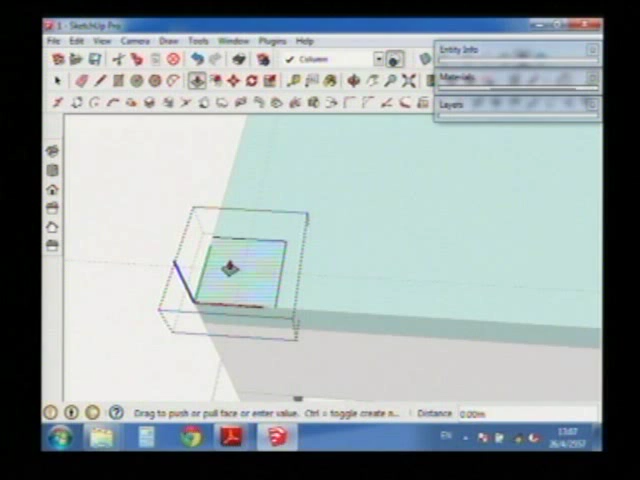 1 - SketchUp Pro
File Edit View Camera Draw Tools Window Plugins Help
Column
Entity Info
Materials
Layers
Drag to push or pull face or enter value. Ctrl = toggle create n... Distance 0.00m
EN
13:07
26/4/2557